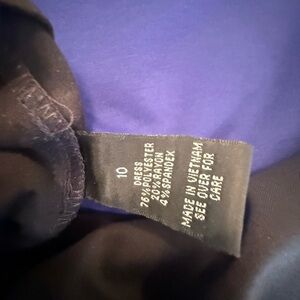 10
DRESS
76%POLYESTER
20%RAYON
4%SPANDEX
MADE IN VIETNAM
SEE OVER FOR
CARE